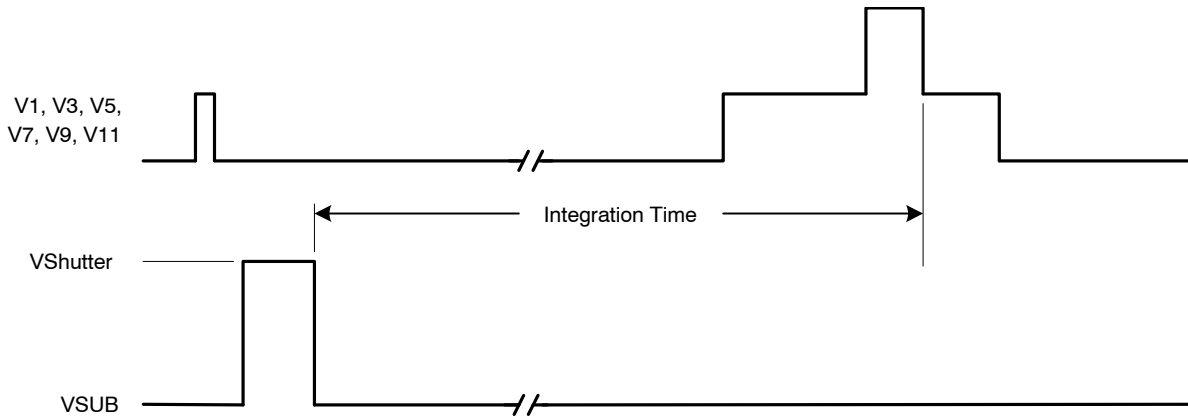 V1, V3, V5,
V7, V9, V11
Integration Time
VShutter
VSUB